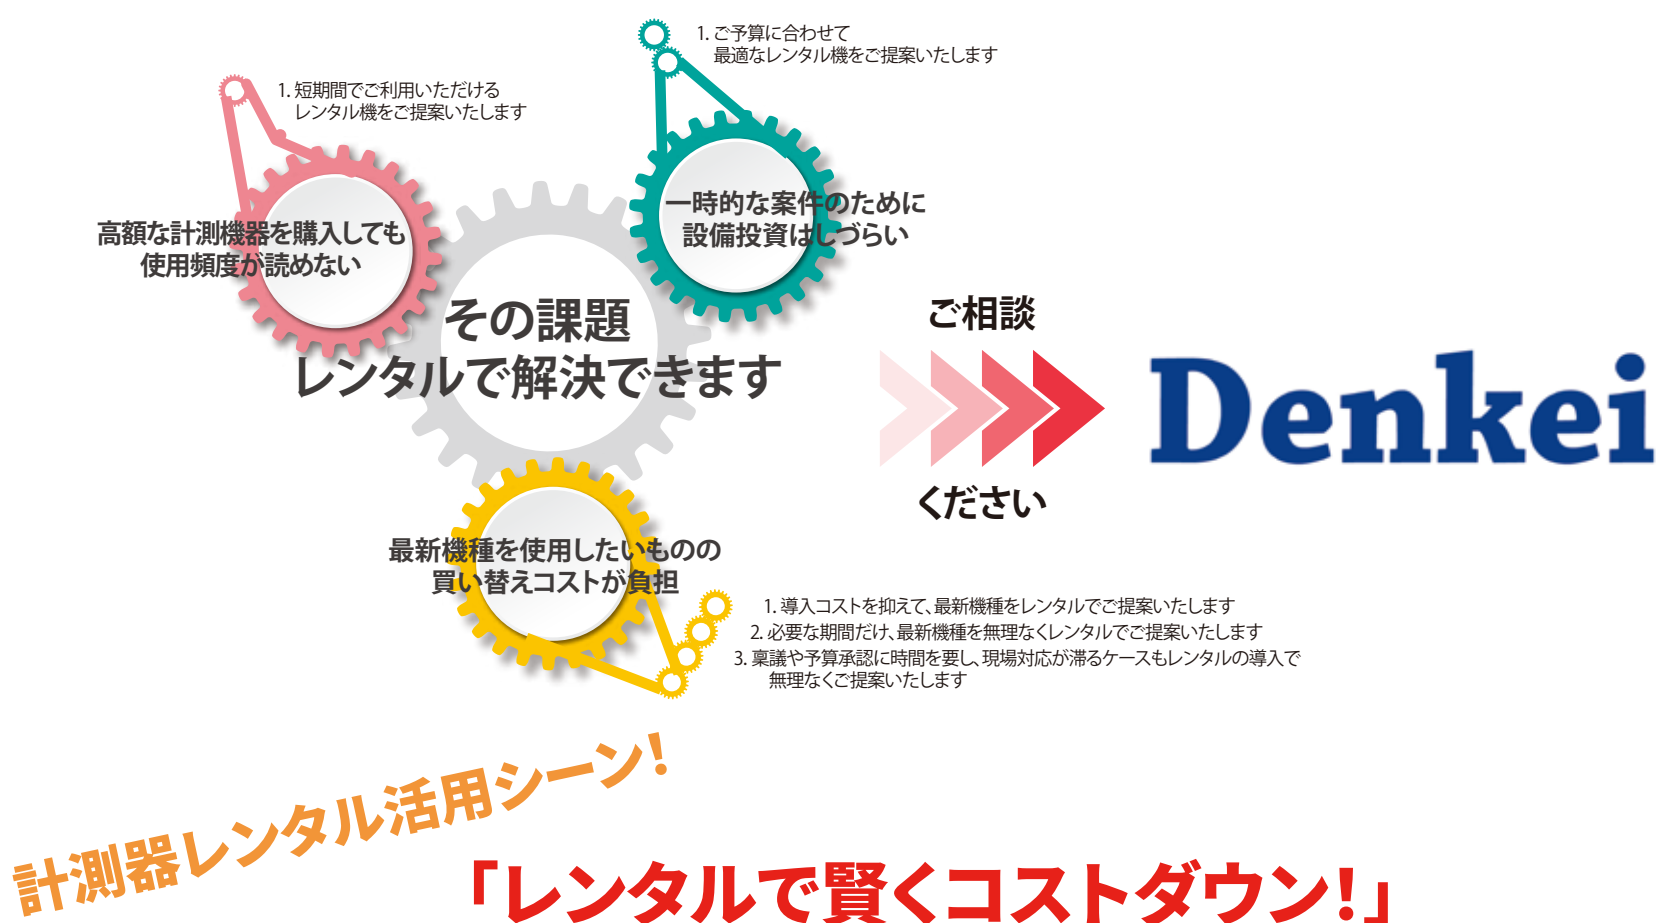 1. ご予算に合わせて
最適なレンタル機をご提案いたします
1. 短期間でご利用いただける
レンタル機をご提案いたします
一時的な案件のために
設備投資はしづらい
高額な計測機器を購入しても
使用頻度が読めない
その課題
レンタルで解決できます
ご相談
Denkei
ください
最新機種を使用したいものの
買い替えコストが負担
1. 導入コストを抑えて、最新機種をレンタルでご提案いたします
2. 必要な期間だけ、最新機種を無理なくレンタルでご提案いたします
3. 稟議や予算承認に時間を要し、現場対応が滞るケースもレンタルの導入で
無理なくご提案いたします
計測器レンタル活用シーン!
「レンタルで賢くコストダウン!」